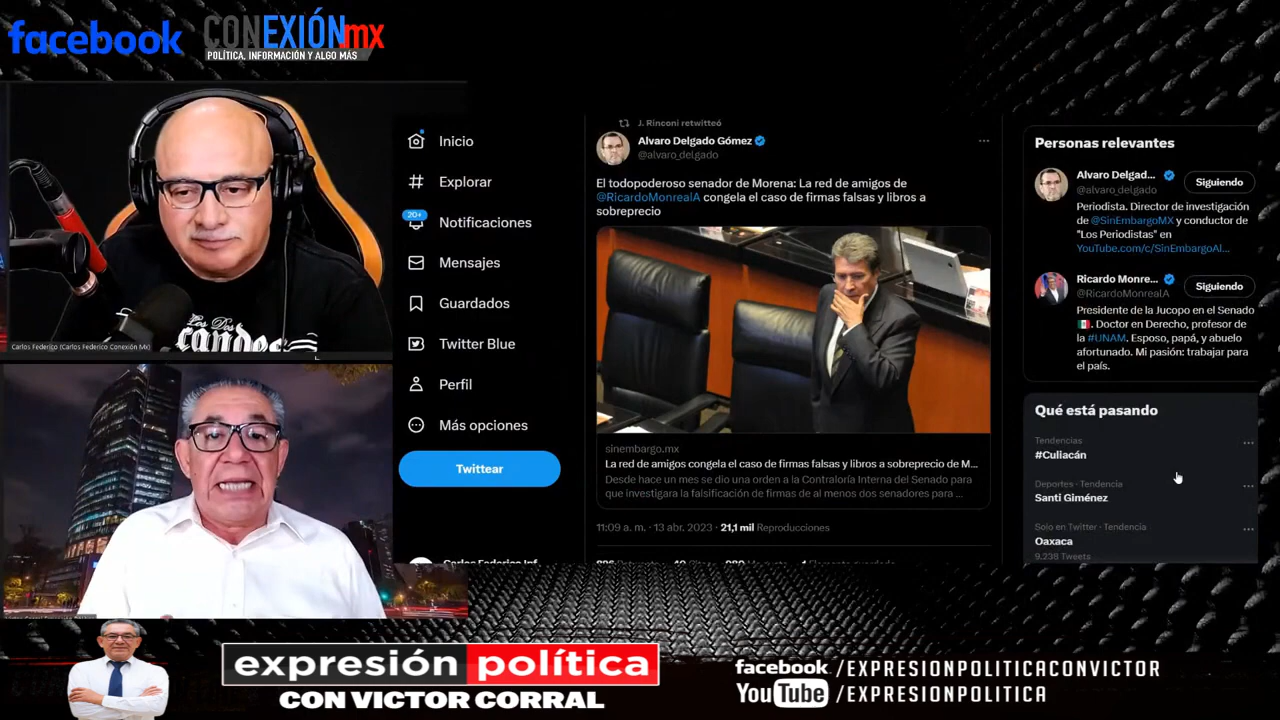 facebook
CONEXIÓNmx
POLÍTICA, INFORMACIÓN Y ALGO MÁS
Los Dos
Carlos Federico (Carlos Federico Conexión Mx)
Inicio
Explorar
20+
Notificaciones
Mensajes
Guardados
Twitter Blue
Perfil
Más opciones
Twittear
Carlos Federico Inf
J. Rinconi retwitteó
Alvaro Delgado Gómez
@alvaro_delgado
El todopoderoso senador de Morena: La red de amigos de
@RicardoMonrealA congela el caso de firmas falsas y libros a
sobreprecio
sinembargo.mx
La red de amigos congela el caso de firmas falsas y libros a sobreprecio de M...
Desde hace un mes se dio una orden a la Contraloría Interna del Senado para
que investigara la falsificación de firmas de al menos dos senadores para ...
11:09 a. m. · 13 abr. 2023 · 21,1 mil Reproducciones
Personas relevantes
Alvaro Delgad...
@alvaro_delgado
Siguiendo
Periodista. Director de investigación
de @SinEmbargoMX y conductor de
"Los Periodistas" en
YouTube.com/c/SinEmbargoAl...
Ricardo Monre...
@RicardoMonrealA
Siguiendo
Presidente de la Jucopo en el Senado
. Doctor en Derecho, profesor de
la #UNAM. Esposo, papá, y abuelo
afortunado. Mi pasión: trabajar para
el país.
Qué está pasando
Tendencias
#Culiacán
Deportes · Tendencia
Santi Giménez
Solo en Twitter · Tendencia
Oaxaca
9.238 Tweets
expresión política
CON VICTOR CORRAL
facebook /EXPRESIONPOLITICACONVICTOR
YouTube /EXPRESIONPOLITICA